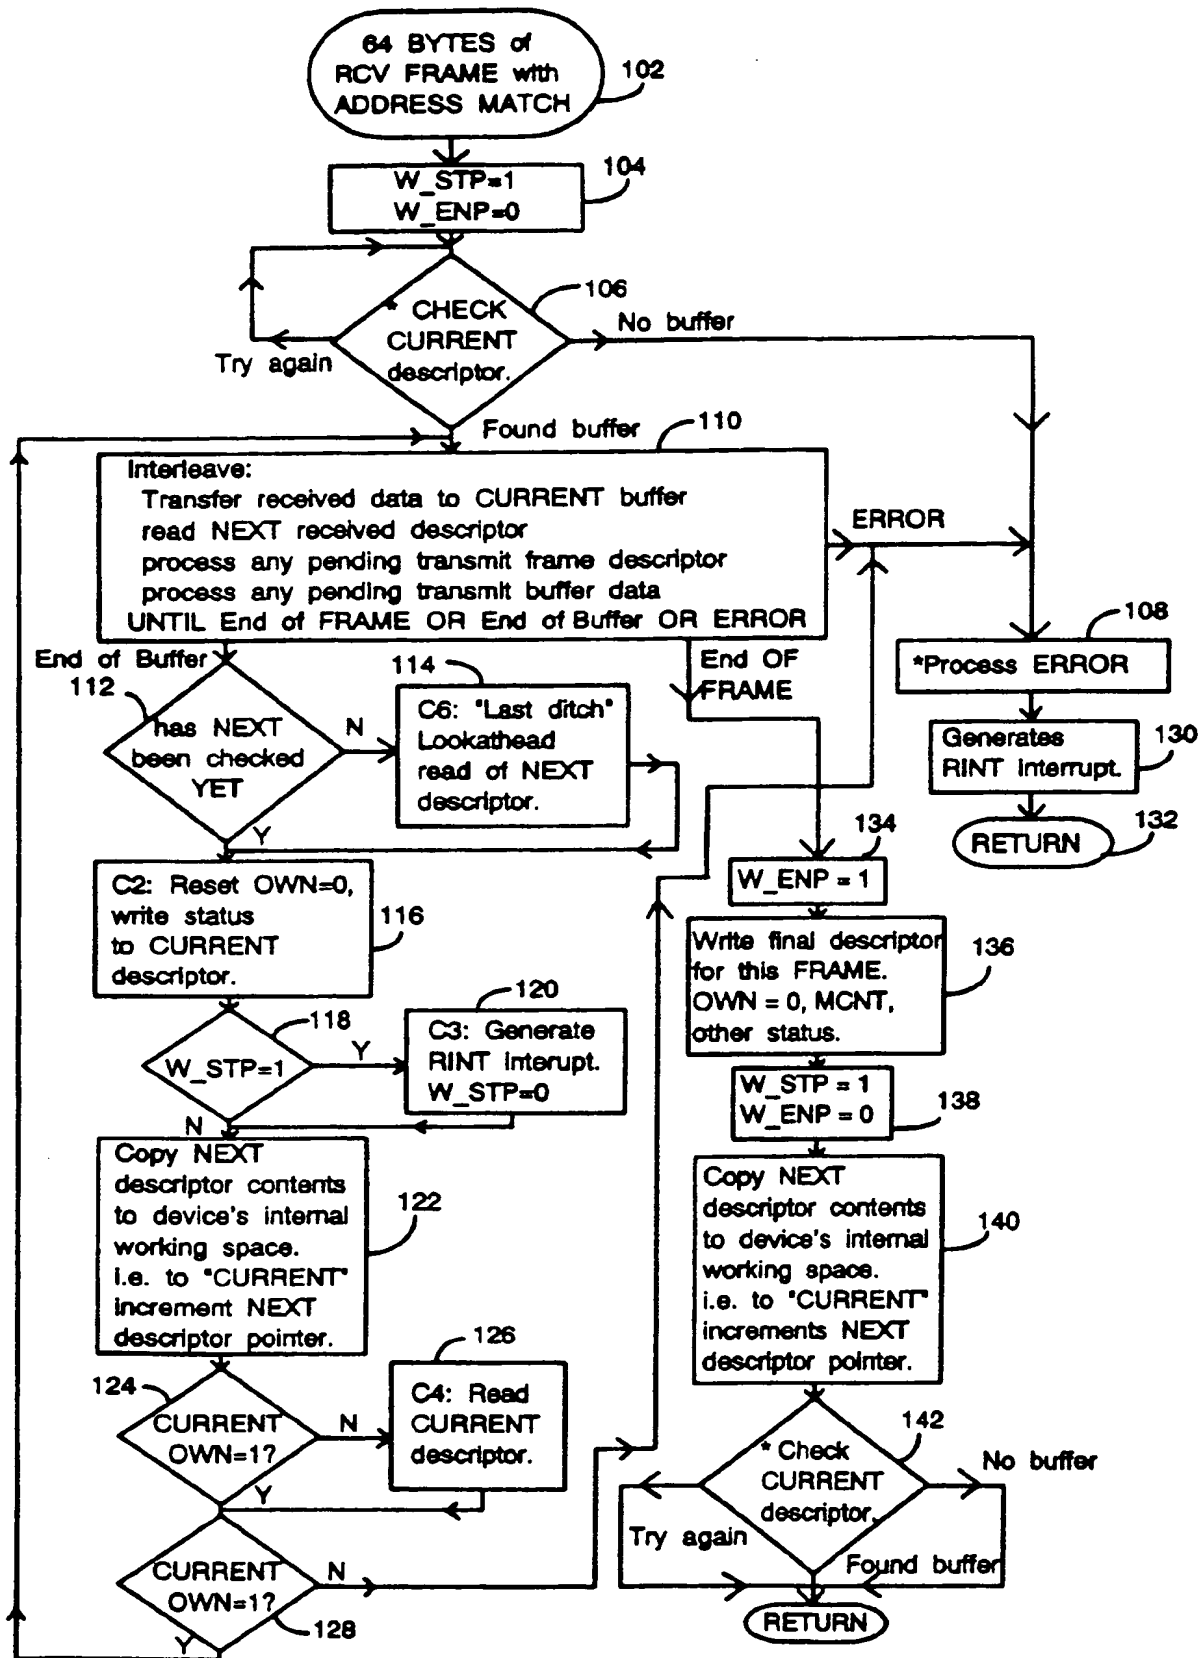 64 BYTES of
RCV FRAME with
ADDRESS MATCH
102
W_STP=1
W_ENP=0
104
* CHECK
CURRENT
descriptor.
106
No buffer
Try again
Found buffer
110
Interleave:
Transfer received data to CURRENT buffer
read NEXT received descriptor
process any pending transmit frame descriptor
process any pending transmit buffer data
UNTIL End of FRAME OR End of Buffer OR ERROR
ERROR
108
*Process ERROR
Generates
RINT interrupt.
130
RETURN
132
End of Buffer
112
has NEXT
been checked
YET
N
Y
114
C6: "Last ditch"
Lookathead
read of NEXT
descriptor.
End OF
FRAME
C2: Reset OWN=0,
write status
to CURRENT
descriptor.
116
118
W_STP=1
Y
N
120
C3: Generate
RINT Interupt.
W_STP=0
Copy NEXT
descriptor contents
to device's internal
working space.
i.e. to "CURRENT"
increment NEXT
descriptor pointer.
122
124
CURRENT
OWN=1?
N
Y
126
C4: Read
CURRENT
descriptor.
CURRENT
OWN=1?
N
Y
128
134
W_ENP = 1
Write final descriptor
for this FRAME.
OWN = 0, MCNT,
other status.
136
W_STP = 1
W_ENP = 0
138
Copy NEXT
descriptor contents
to device's internal
working space.
i.e. to "CURRENT"
increments NEXT
descriptor pointer.
140
* Check
CURRENT
descriptor.
142
No buffer
Try again
Found buffer
RETURN